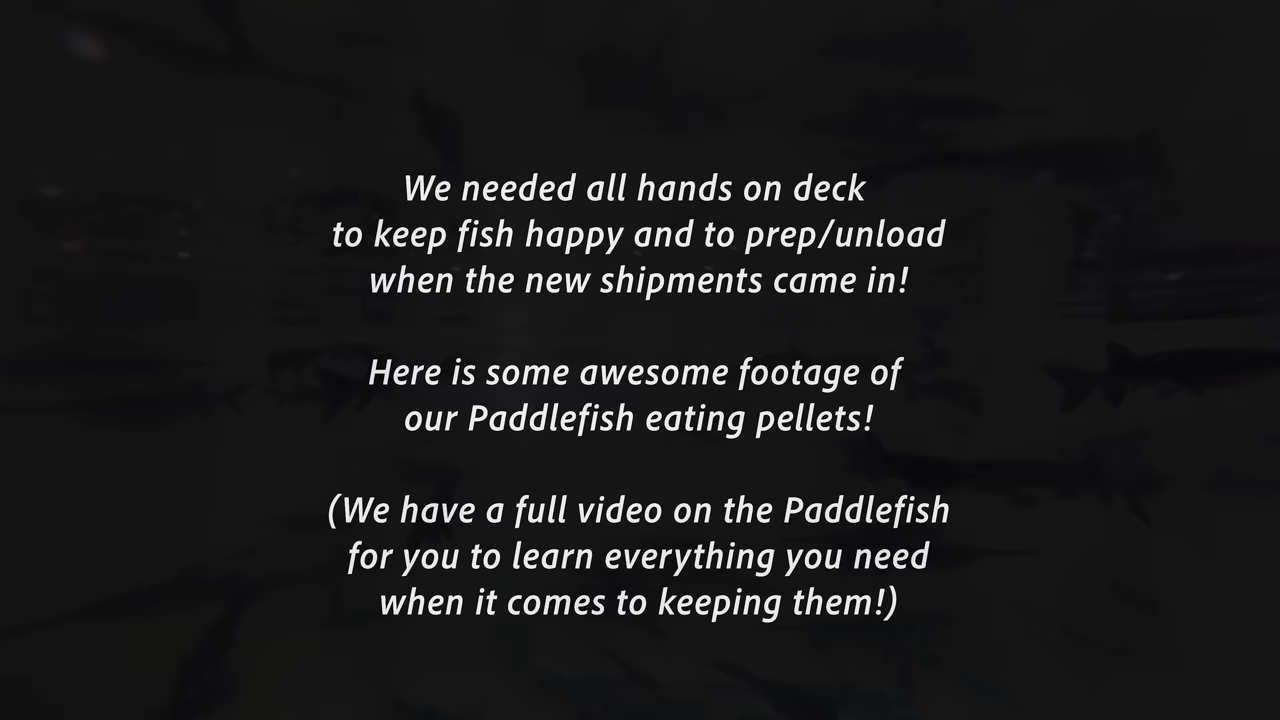 We needed all hands on deck
to keep fish happy and to prep/unload
when the new shipments came in!
Here is some awesome footage of
our Paddlefish eating pellets!
(We have a full video on the Paddlefish
for you to learn everything you need
when it comes to keeping them!)